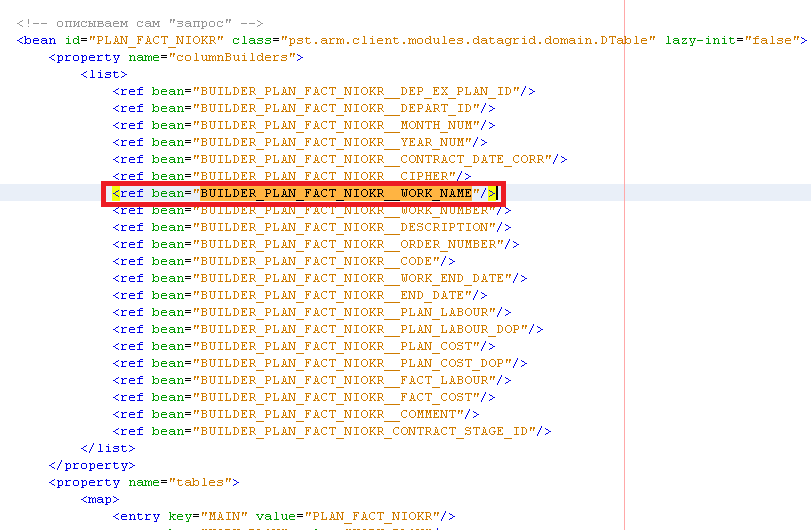 <!-- описываем сам "запрос" -->
<bean id="PLAN_FACT_NIOKR" class="pst.arm.client.modules.datagrid.domain.DTable" lazy-init="false">
<property name="columnBuilders">
<list>
<ref bean="BUILDER_PLAN_FACT_NIOKR__DEP_EX_PLAN_ID"/>
<ref bean="BUILDER_PLAN_FACT_NIOKR__DEPART_ID"/>
<ref bean="BUILDER_PLAN_FACT_NIOKR__MONTH_NUM"/>
<ref bean="BUILDER_PLAN_FACT_NIOKR__YEAR_NUM"/>
<ref bean="BUILDER_PLAN_FACT_NIOKR__CONTRACT_DATE_CORR"/>
<ref bean="BUILDER_PLAN_FACT_NIOKR__CIPHER"/>
<ref bean="BUILDER_PLAN_FACT_NIOKR__WORK_NAME"/>
<ref bean="BUILDER_PLAN_FACT_NIOKR__WORK_NUMBER"/>
<ref bean="BUILDER_PLAN_FACT_NIOKR__DESCRIPTION"/>
<ref bean="BUILDER_PLAN_FACT_NIOKR__ORDER_NUMBER"/>
<ref bean="BUILDER_PLAN_FACT_NIOKR__CODE"/>
<ref bean="BUILDER_PLAN_FACT_NIOKR__WORK_END_DATE"/>
<ref bean="BUILDER_PLAN_FACT_NIOKR__END_DATE"/>
<ref bean="BUILDER_PLAN_FACT_NIOKR__PLAN_LABOUR"/>
<ref bean="BUILDER_PLAN_FACT_NIOKR__PLAN_LABOUR_DOP"/>
<ref bean="BUILDER_PLAN_FACT_NIOKR__PLAN_COST"/>
<ref bean="BUILDER_PLAN_FACT_NIOKR__PLAN_COST_DOP"/>
<ref bean="BUILDER_PLAN_FACT_NIOKR__FACT_LABOUR"/>
<ref bean="BUILDER_PLAN_FACT_NIOKR__FACT_COST"/>
<ref bean="BUILDER_PLAN_FACT_NIOKR__COMMENT"/>
<ref bean="BUILDER_PLAN_FACT_NIOKR_CONTRACT_STAGE_ID"/>
</list>
</property>
<property name="tables">
<map>
<entry key="MAIN" value="PLAN_FACT_NIOKR"/>